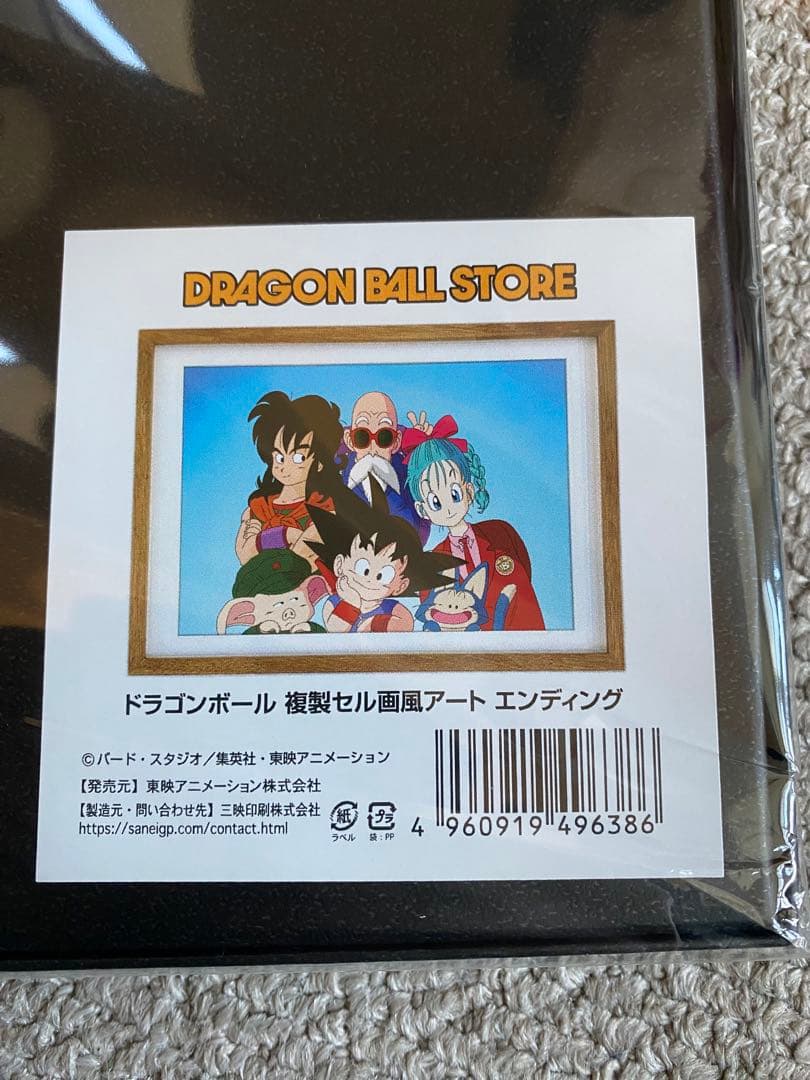 DRAGON BALL STORE
ドラゴンボール 複製セル画風アート エンディング
©バード・スタジオ／集英社・東映アニメーション
【発売元】東映アニメーション株式会社
【製造元・問い合わせ先】三映印刷株式会社
https://saneigp.com/contact.html
紙
ラベル
プラ
袋：PP
4 960919 496386